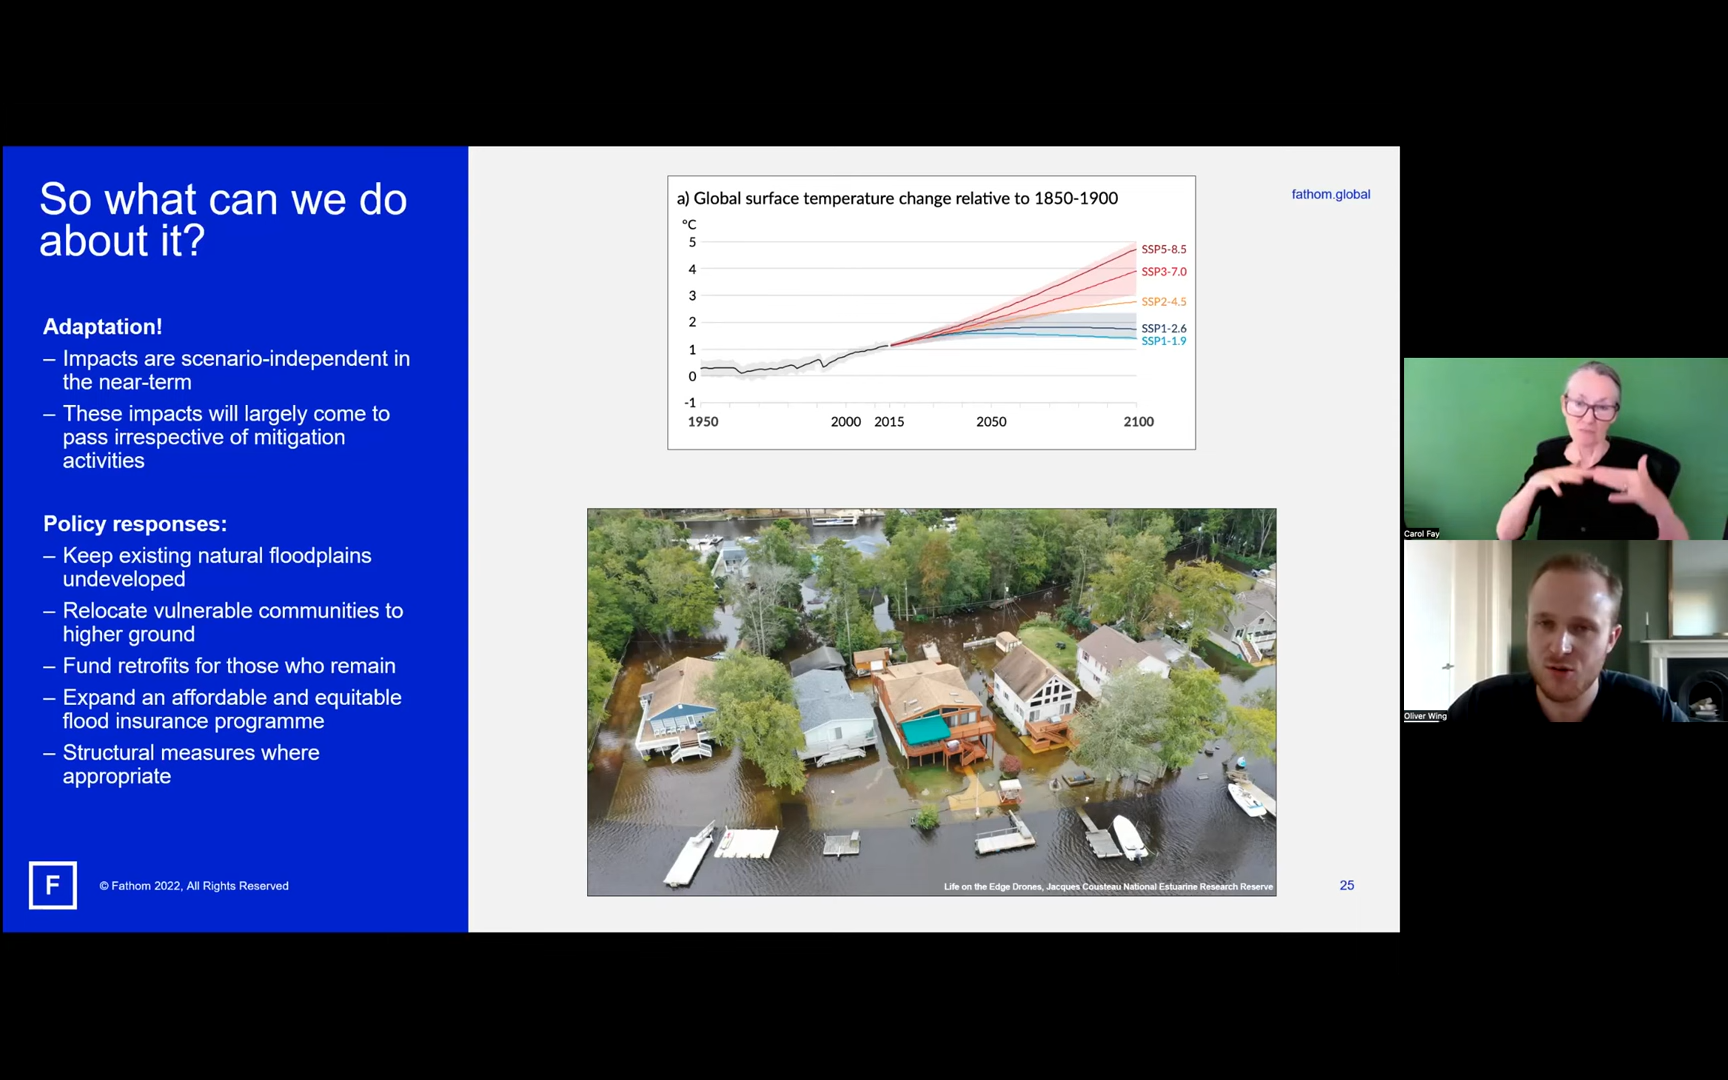 So what can we do
about it?
Adaptation!
– Impacts are scenario-independent in
the near-term
– These impacts will largely come to
pass irrespective of mitigation
activities
Policy responses:
– Keep existing natural floodplains
undeveloped
– Relocate vulnerable communities to
higher ground
– Fund retrofits for those who remain
– Expand an affordable and equitable
flood insurance programme
– Structural measures where
appropriate
F
© Fathom 2022, All Rights Reserved
fathom.global
a) Global surface temperature change relative to 1850-1900
°C
5
4
3
2
1
0
-1
1950
2000
2015
2050
2100
SSP5-8.5
SSP3-7.0
SSP2-4.5
SSP1-2.6
SSP1-1.9
Life on the Edge Drones, Jacques Cousteau National Estuarine Research Reserve
25
Carol Fay
Oliver Wing